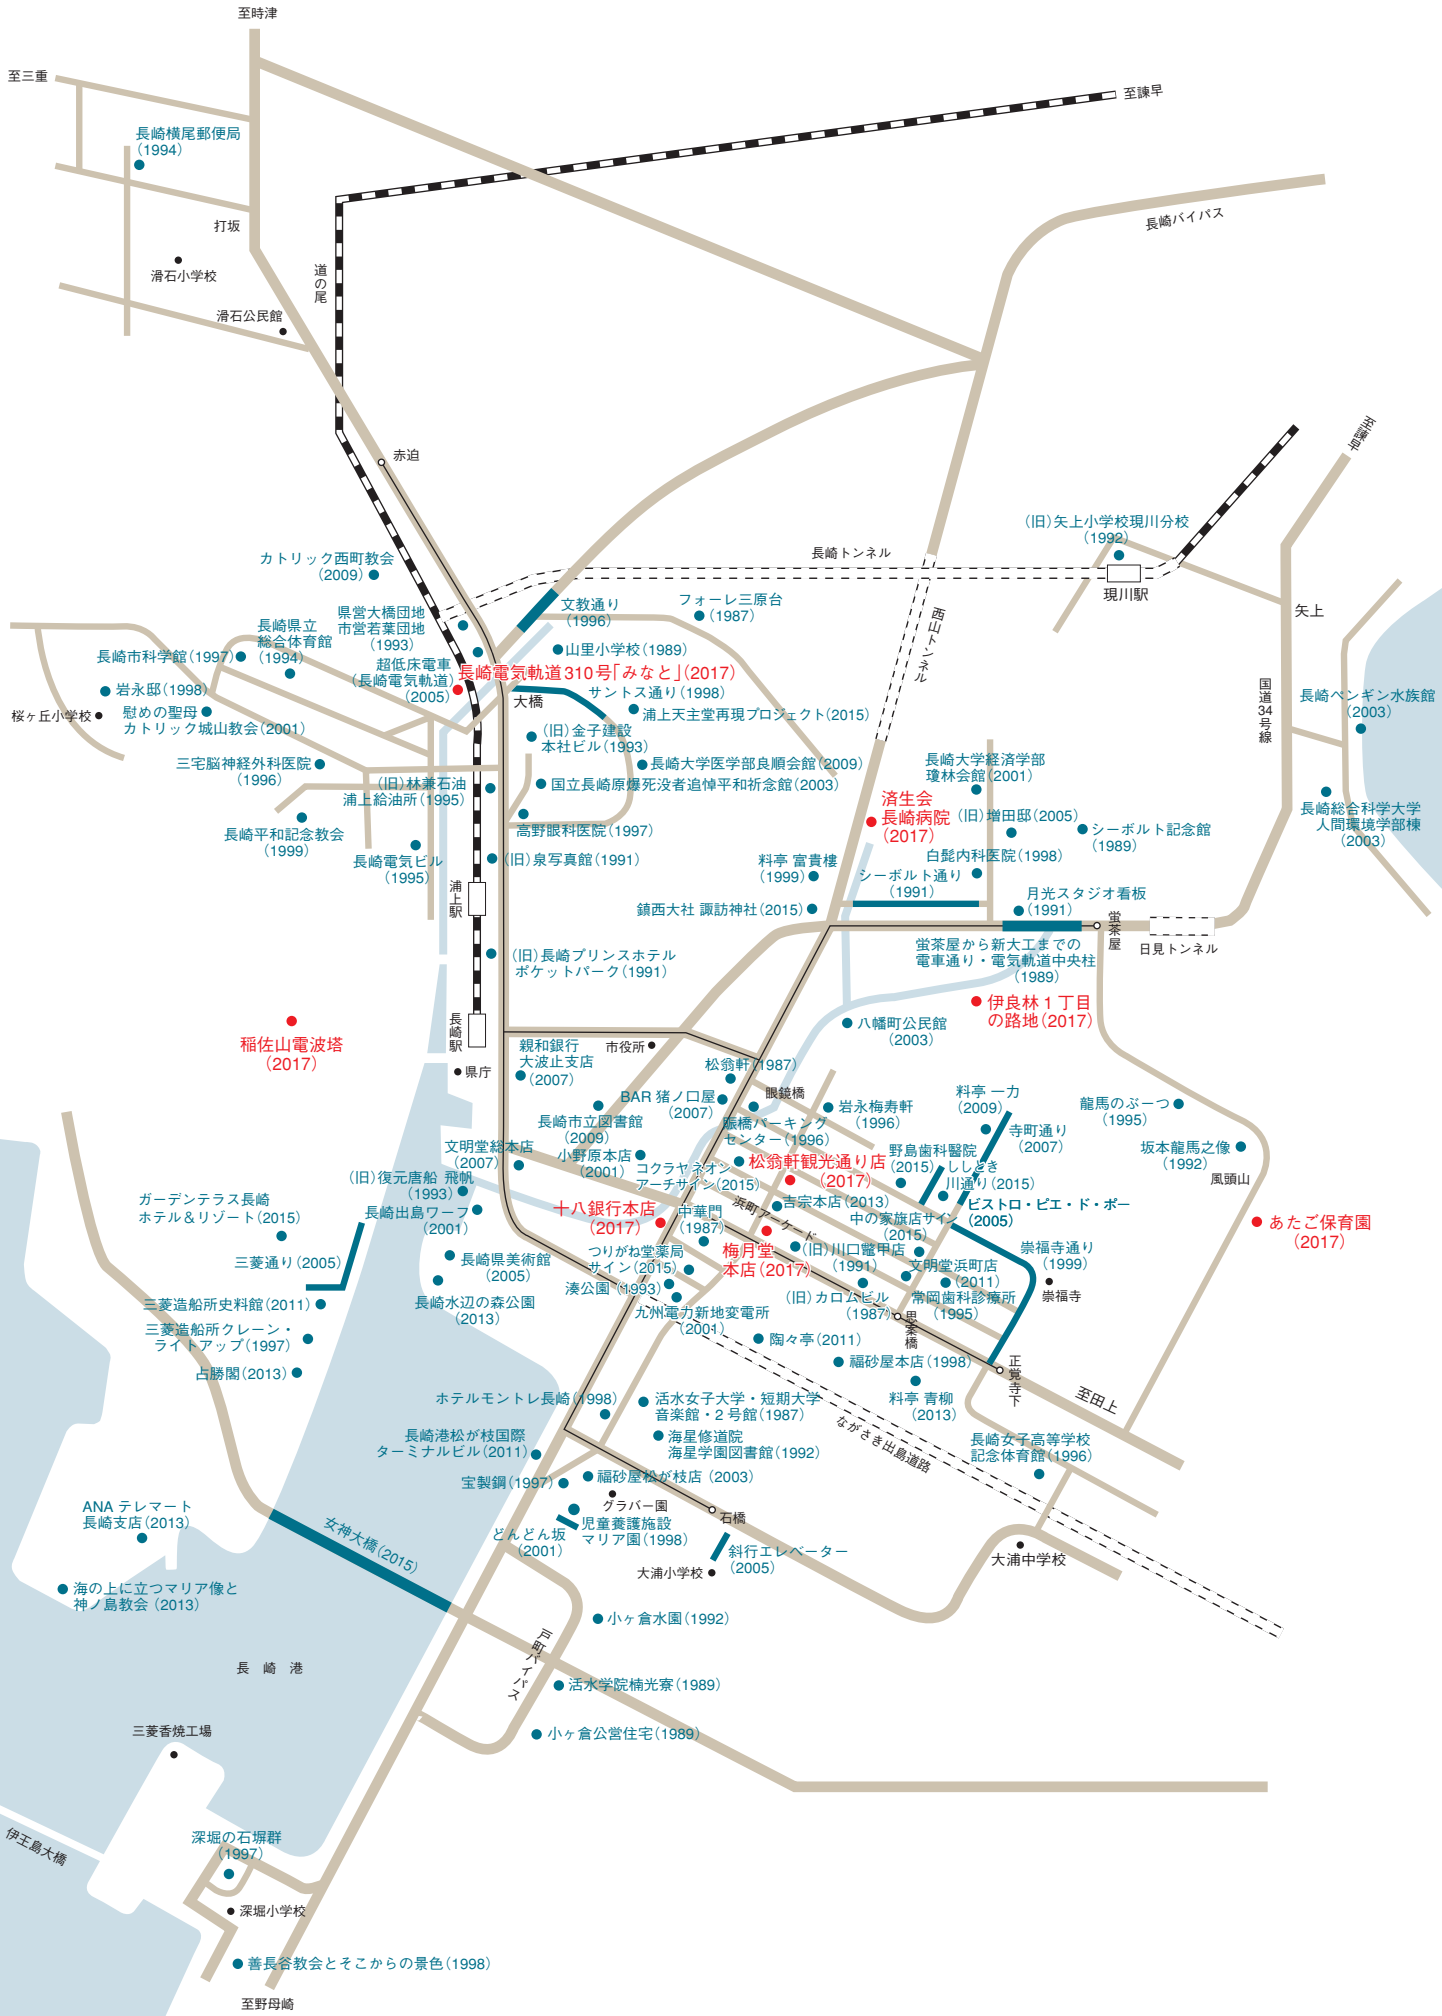 至時津
至三重
至諫早
長崎横尾郵便局
(1994)
長崎バイパス
打坂
滑石小学校
道の尾
滑石公民館
至諫早
赤迫
(旧)矢上小学校現川分校
(1992)
長崎トンネル
カトリック西町教会
(2009)
現川駅
文教通り
(1996)
フォーレ三原台
(1987)
西山トンネル
矢上
県営大橋団地
市営若葉団地
(1993)
長崎県立
総合体育館
(1994)
長崎市科学館(1997)
山里小学校(1989)
超低床電車
(長崎電気軌道)
(2005)
長崎電気軌道310号「みなと」(2017)
岩永邸(1998)
サントス通り(1998)
大橋
国道34号線
長崎ペンギン水族館
(2003)
桜ヶ丘小学校
慰めの聖母
カトリック城山教会(2001)
浦上天主堂再現プロジェクト(2015)
(旧)金子建設
本社ビル(1993)
三宅脳神経外科医院
(1996)
長崎大学医学部良順会館(2009)
長崎大学経済学部
瓊林会館(2001)
(旧)林兼石油
浦上給油所(1995)
国立長崎原爆死没者追悼平和祈念館(2003)
済生会
長崎病院
(2017)
(旧)増田邸(2005)
シーボルト記念館
(1989)
長崎総合科学大学
人間環境学部棟
(2003)
長崎平和記念教会
(1999)
高野眼科医院(1997)
長崎電気ビル
(1995)
(旧)泉写真館(1991)
料亭 富貴樓
(1999)
白髭内科医院(1998)
シーボルト通り
(1991)
浦上駅
月光スタジオ看板
(1991)
鎮西大社 諏訪神社(2015)
蛍茶屋
日見トンネル
(旧)長崎プリンスホテル
ポケットパーク(1991)
蛍茶屋から新大工までの
電車通り・電気軌道中央柱
(1989)
伊良林1丁目
の路地(2017)
稲佐山電波塔
(2017)
長崎駅
八幡町公民館
(2003)
市役所
親和銀行
大波止支店
(2007)
県庁
松翁軒(1987)
BAR 猪ノ口屋
(2007)
眼鏡橋
料亭 一力
(2009)
龍馬のぶーつ
(1995)
長崎市立図書館
(2009)
岩永梅寿軒
(1996)
賑橋パーキング
センター(1996)
寺町通り
(2007)
坂本龍馬之像
(1992)
文明堂総本店
(2007)
小野原本店
(2001)
コクラヤネオン
アーチサイン(2015)
松翁軒観光通り店
(2017)
野島歯科醫院
(2015)
ししとき
川通り(2015)
風頭山
(旧)復元唐船 飛帆
(1993)
ガーデンテラス長崎
ホテル&リゾート(2015)
長崎出島ワーフ
(2001)
十八銀行本店
(2017)
中華門
(1987)
浜町アーケード
吉宗本店(2013)
ビストロ・ピエ・ド・ポー
(2005)
あたご保育園
(2017)
中の家旗店サイン
(2015)
三菱通り(2005)
長崎県美術館
(2005)
つりがね堂薬局
サイン(2015)
梅月堂
本店(2017)
(旧)川口鼈甲店
(1991)
崇福寺通り
(1999)
崇福寺
文明堂浜町店
(2011)
湊公園(1993)
三菱造船所史料館(2011)
長崎水辺の森公園
(2013)
九州電力新地変電所
(2001)
(旧)カロムビル
(1987)
常岡歯科診療所
(1995)
思案橋
三菱造船所クレーン・
ライトアップ(1997)
陶々亭(2011)
占勝閣(2013)
福砂屋本店(1998)
正覚寺下
料亭 青柳
(2013)
至田上
ホテルモントレ長崎(1998)
活水女子大学・短期大学
音楽館・2号館(1987)
ながさき出島道路
長崎港松が枝国際
ターミナルビル(2011)
海星修道院
海星学園図書館(1992)
長崎女子高等学校
記念体育館(1996)
宝製鋼(1997)
福砂屋松が枝店(2003)
グラバー園
ANA テレマート
長崎支店(2013)
女神大橋(2015)
どんどん坂
(2001)
児童養護施設
マリア園(1998)
石橋
斜行エレベーター
(2005)
大浦小学校
大浦中学校
海の上に立つマリア像と
神ノ島教会(2013)
小ヶ倉水園(1992)
戸町バイパス
長崎港
活水学院楠光寮(1989)
三菱香焼工場
小ヶ倉公営住宅(1989)
伊王島大橋
深堀の石塀群
(1997)
深堀小学校
善長谷教会とそこからの景色(1998)
至野母崎